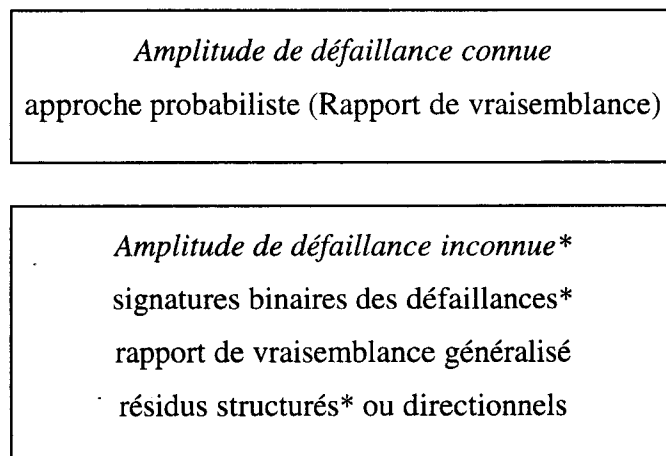 Amplitude de défaillance connue
approche probabiliste (Rapport de vraisemblance)
Amplitude de défaillance inconnue*
signatures binaires des défaillances*
rapport de vraisemblance généralisé
résidus structurés* ou directionnels